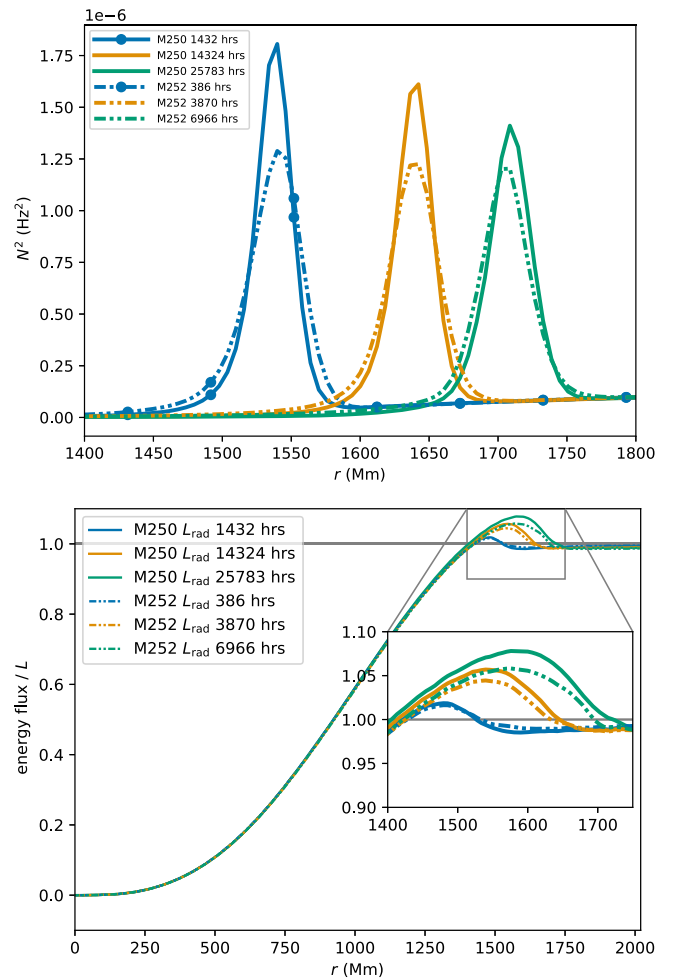 1e−6
M250 1432 hrs
M250 14324 hrs
M250 25783 hrs
M252 386 hrs
M252 3870 hrs
M252 6966 hrs
1.75
1.50
1.25
1.00
0.75
0.50
0.25
0.00
N² (Hz²)
1400 1450 1500 1550 1600 1650 1700 1750 1800
r (Mm)
M250 L_rad 1432 hrs
M250 L_rad 14324 hrs
M250 L_rad 25783 hrs
M252 L_rad 386 hrs
M252 L_rad 3870 hrs
M252 L_rad 6966 hrs
1.0
0.8
0.6
0.4
0.2
0.0
energy flux / L
1.10
1.05
1.00
0.95
0.90
1400 1500 1600 1700
0 250 500 750 1000 1250 1500 1750 2000
r (Mm)